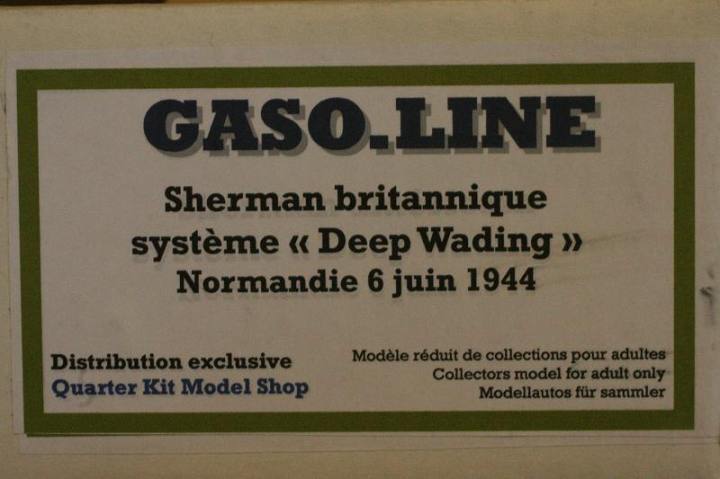 GASO.LINE
Sherman britannique
système « Deep Wading »
Normandie 6 juin 1944
Distribution exclusive
Quarter Kit Model Shop
Modèle réduit de collections pour adultes
Collectors model for adult only
Modellautos für sammler